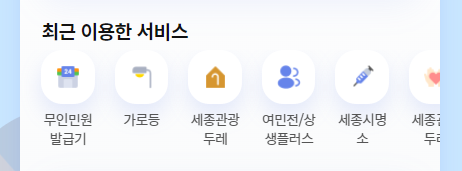 최근 이용한 서비스
24
무인민원
발급기
가로등
세종관광
두레
여민전/상
생플러스
세종시명
소